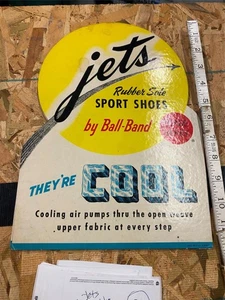 jets
Rubber Sole
SPORT SHOES
by Ball-Band
THEY'RE COOL
Cooling air pumps thru the open weave
upper fabric at every step